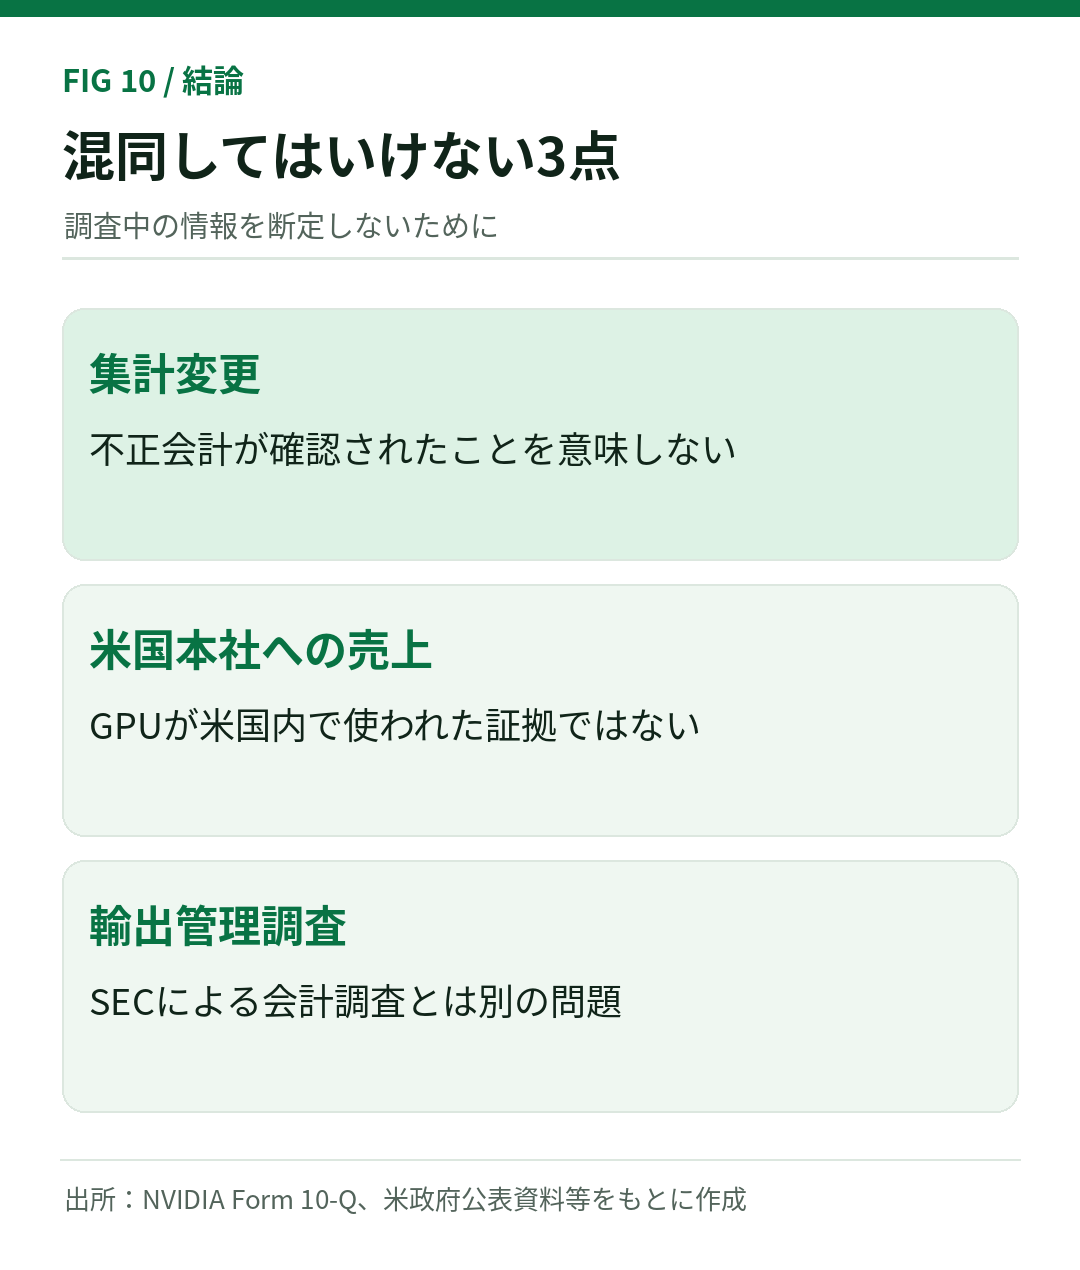 FIG 10 / 結論
混同してはいけない3点
調査中の情報を断定しないために
集計変更
不正会計が確認されたことを意味しない
米国本社への売上
GPUが米国内で使われた証拠ではない
輸出管理調査
SECによる会計調査とは別の問題
出所：NVIDIA Form 10-Q、米政府公表資料等をもとに作成